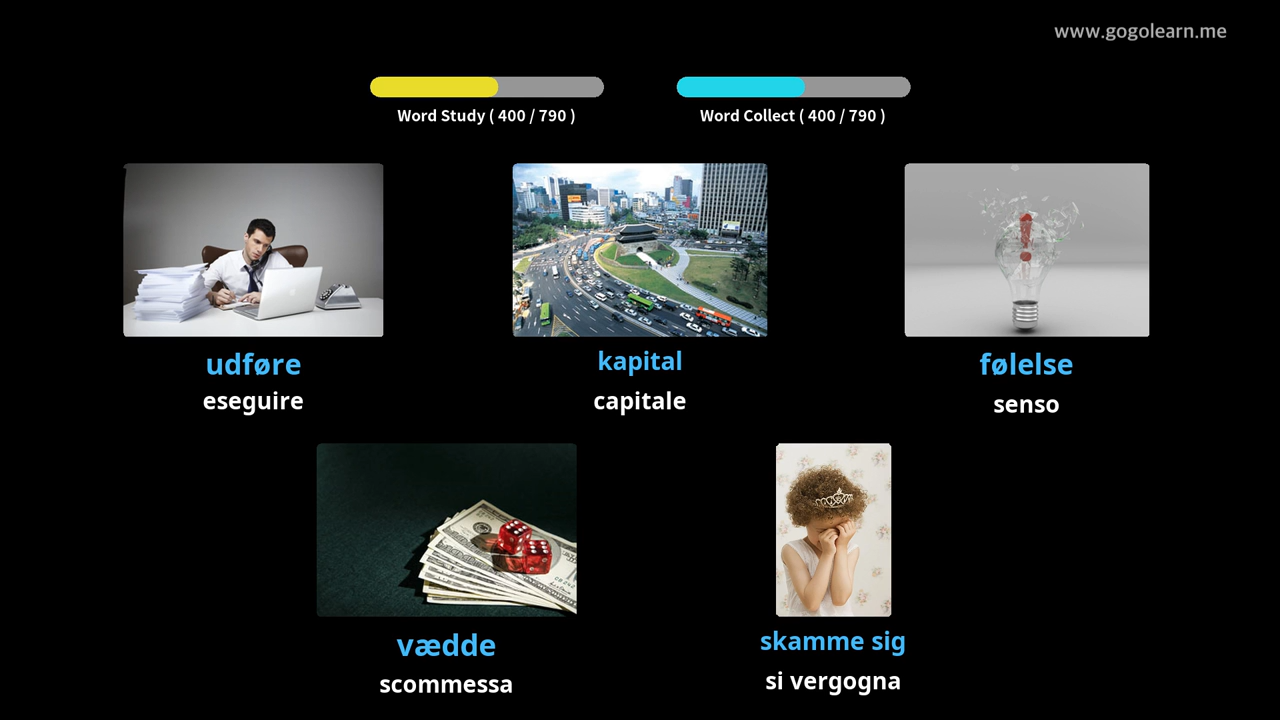 www.gogolearn.me
Word Study ( 400 / 790 )
Word Collect ( 400 / 790 )
udføre
eseguire
kapital
capitale
følelse
senso
vædde
scommessa
skamme sig
si vergogna